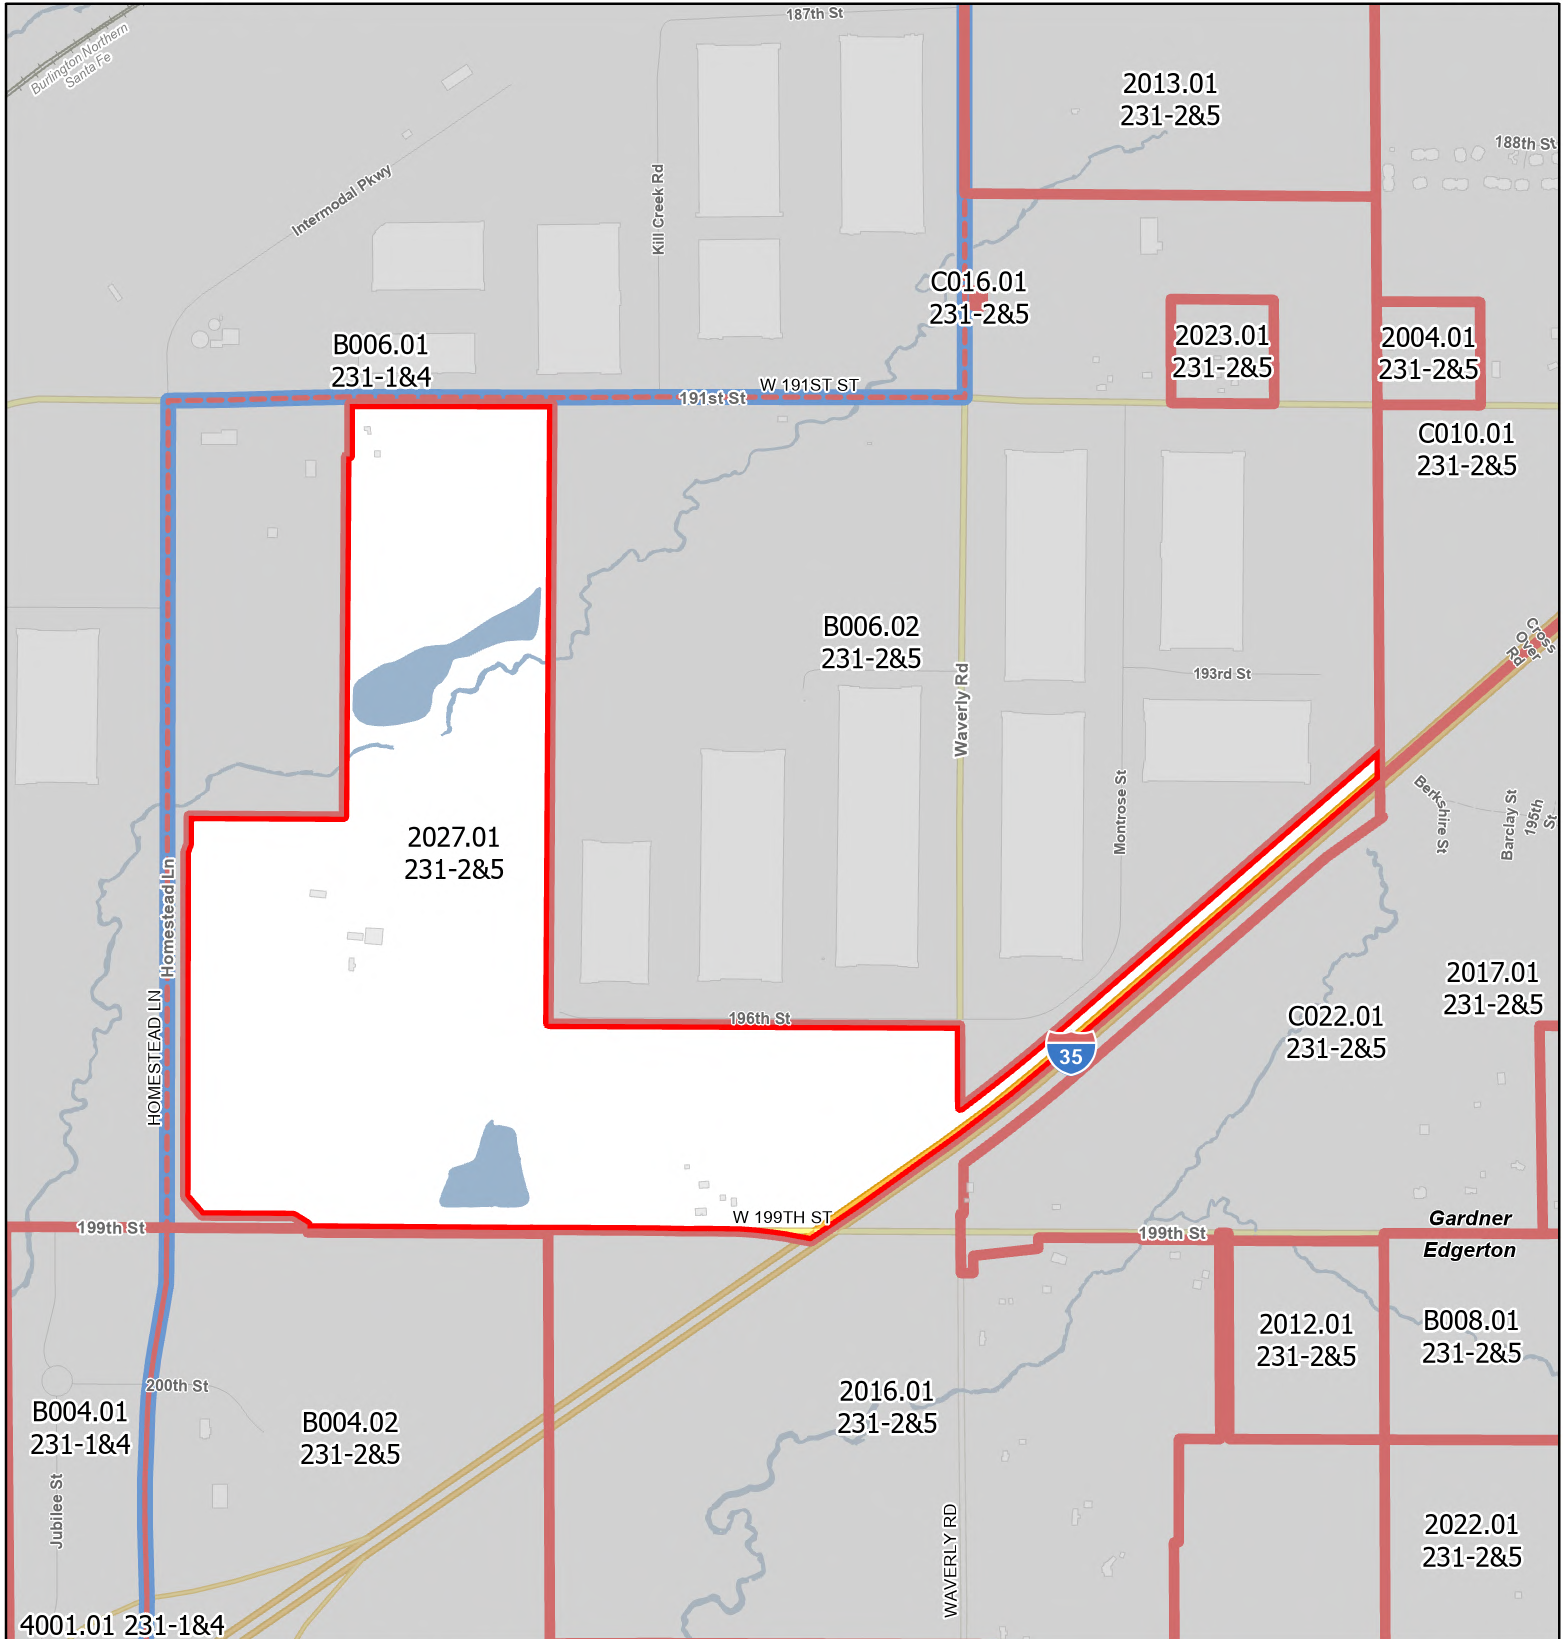 187th St
Burlington Northern
Santa Fe
2013.01
231-2&5
188th St
Intermodal Pkwy
Kill Creek Rd
C016.01
231-2&5
B006.01
231-1&4
2023.01
231-2&5
2004.01
231-2&5
W 191ST ST
191st St
C010.01
231-2&5
B006.02
231-2&5
Cross
Over
Rd
193rd St
Waverly Rd
Montrose St
Berkshire St
Barclay St
195th
St
2027.01
231-2&5
Homestead Ln
HOMESTEAD LN
2017.01
231-2&5
196th St
C022.01
231-2&5
35
W 199TH ST
199th St
199th St
Gardner
Edgerton
2012.01
231-2&5
B008.01
231-2&5
200th St
B004.01
231-1&4
B004.02
231-2&5
2016.01
231-2&5
Jubilee St
WAVERLY RD
2022.01
231-2&5
4001.01 231-1&4